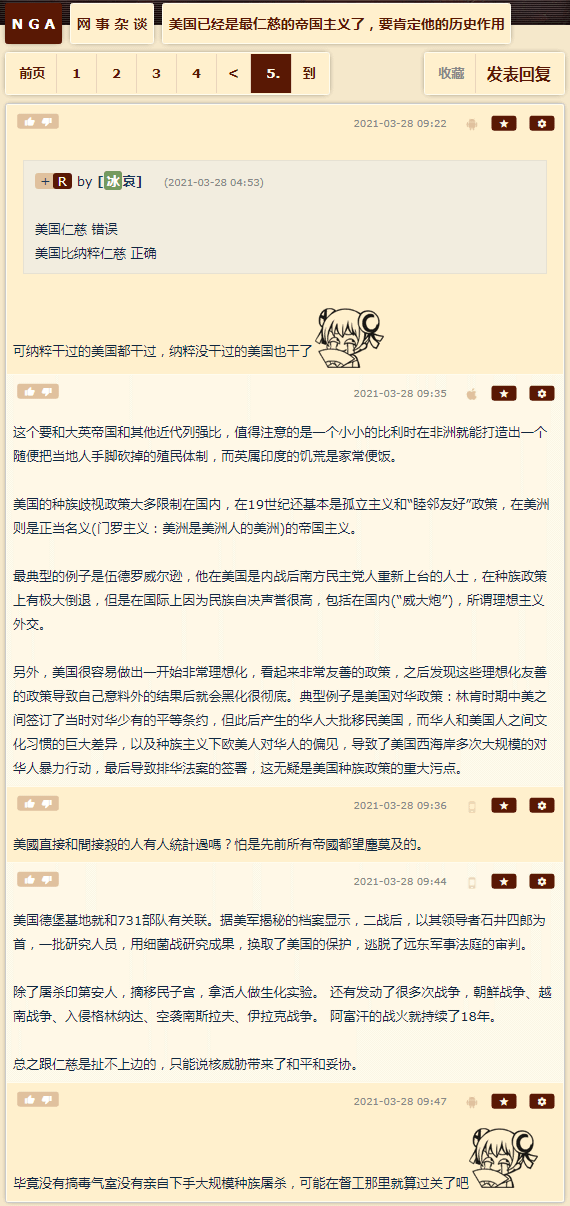 NGA 网事杂谈 美国已经是最仁慈的帝国主义了，要肯定他的历史作用
前页 1 2 3 4 < 5. 到 收藏 发表回复
2021-03-28 09:22
+ R by [冰衰] (2021-03-28 04:53)
美国仁慈 错误
美国比纳粹仁慈 正确
可纳粹干过的美国都干过，纳粹没干过的美国也干了
2021-03-28 09:35
这个要和大英帝国和其他近代列强比，值得注意的是一个小小的比利时在非洲就能打造出一个
随便把当地人手脚砍掉的殖民体制，而英属印度的饥荒是家常便饭。
美国的种族歧视政策大多限制在国内，在19世纪还基本是孤立主义和“睦邻友好”政策，在美洲
则是正当名义(门罗主义：美洲是美洲人的美洲)的帝国主义。
最典型的例子是伍德罗威尔逊，他在美国是内战后南方民主党人重新上台的人士，在种族政策
上有极大倒退，但是在国际上因为民族自决声誉很高，包括在国内(“威大炮”)，所谓理想主义
外交。
另外，美国很容易做出一开始非常理想化，看起来非常友善的政策，之后发现这些理想化友善
的政策导致自己意料外的结果后就会黑化很彻底。典型例子是美国对华政策：林肯时期中美之
间签订了当时对华少有的平等条约，但此后产生的华人大批移民美国，而华人和美国人之间文
化习惯的巨大差异，以及种族主义下欧美人对华人的偏见，导致了美国西海岸多次大规模的对
华人暴力行动，最后导致排华法案的签署，这无疑是美国种族政策的重大污点。
2021-03-28 09:36
美國直接和間接殺的人有人統計過嗎？怕是先前所有帝國都望塵莫及的。
2021-03-28 09:44
美国德堡基地就和731部队有关联。据美军揭秘的档案显示，二战后，以其领导者石井四郎为
首，一批研究人员，用细菌战研究成果，换取了美国的保护，逃脱了远东军事法庭的审判。
除了屠杀印第安人，摘移民子宫，拿活人做生化实验。 还有发动了很多次战争，朝鲜战争、越
南战争、入侵格林纳达、空袭南斯拉夫、伊拉克战争。 阿富汗的战火就持续了18年。
总之跟仁慈是扯不上边的，只能说核威胁带来了和平和妥协。
2021-03-28 09:47
毕竟没有搞毒气室没有亲自下手大规模种族屠杀，可能在督工那里就算过关了吧